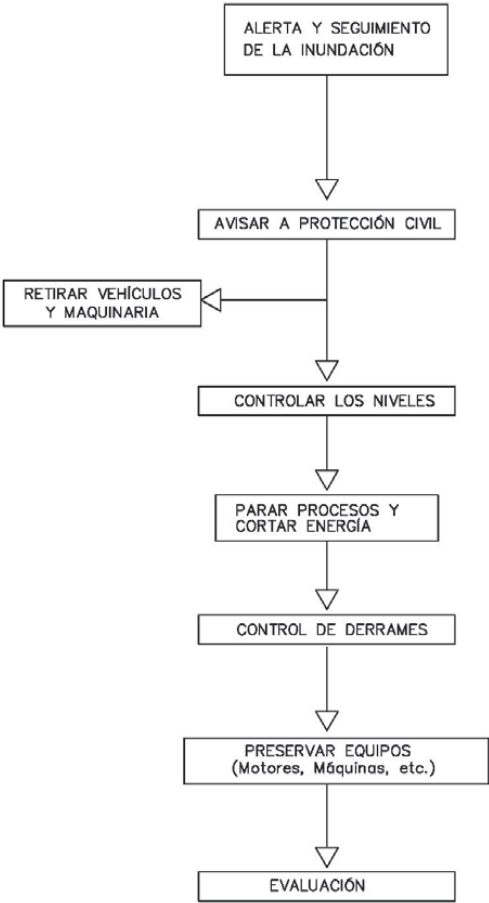 ALERTA Y SEGUIMIENTO
DE LA INUNDACIÓN
AVISAR A PROTECCIÓN CIVIL
RETIRAR VEHÍCULOS
Y MAQUINARIA
CONTROLAR LOS NIVELES
PARAR PROCESOS Y
CORTAR ENERGÍA
CONTROL DE DERRAMES
PRESERVAR EQUIPOS
(Motores, Máquinas, etc.)
EVALUACIÓN